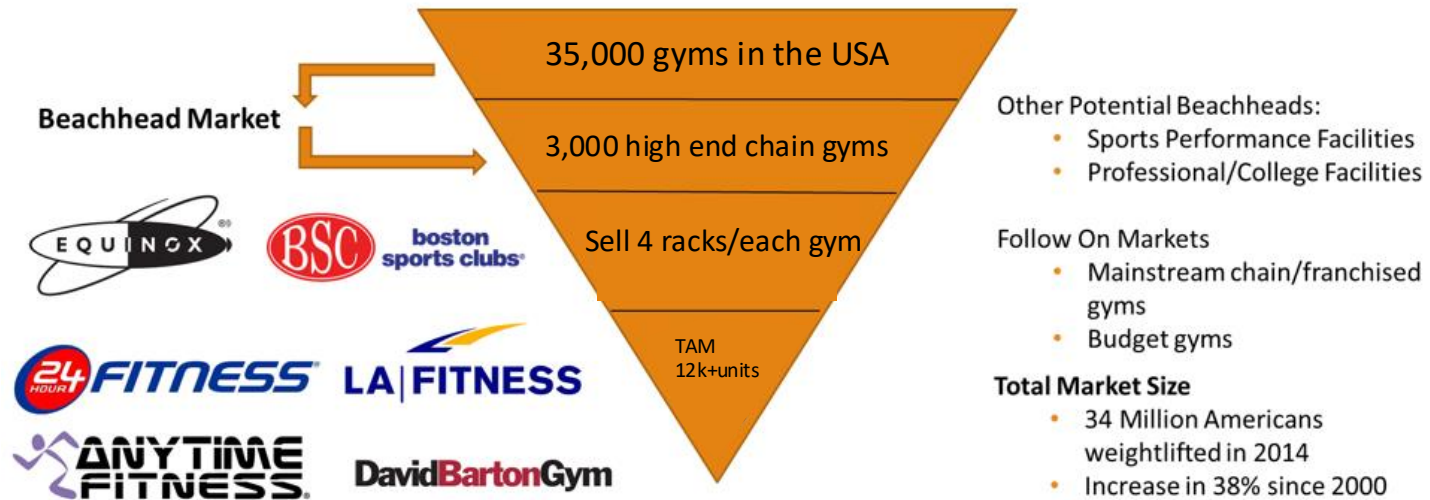 35,000 gyms in the USA
Beachhead Market
3,000 high end chain gyms
Sell 4 racks/each gym
TAM
12k+units
EQUINOX®
BSC
boston
sports clubs®
24
HOUR
FITNESS®
LA|FITNESS
ANYTIME
FITNESS®
DavidBartonGym
Other Potential Beachheads:
• Sports Performance Facilities
• Professional/College Facilities
Follow On Markets
• Mainstream chain/franchised
gyms
• Budget gyms
Total Market Size
• 34 Million Americans
weightlifted in 2014
• Increase in 38% since 2000